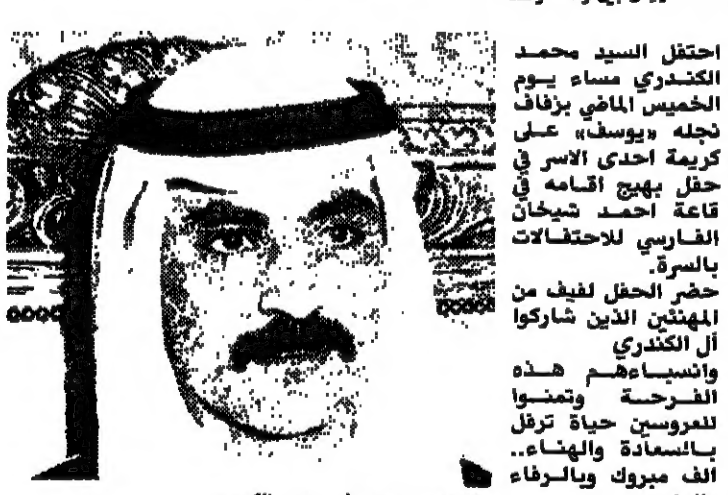 احتفل السيد محمد
الكندري مساء يوم
الخميس الماضي بزفاف
نجله «يوسف» على
كريمة احدى الاسر في
حفل بهيج اقامه في
قاعة احمد شيخان
الفارسي للاحتفالات
بالسرة.
حضر الحفل لفيف من
المهنئين الذين شاركوا
آل الكندري
وانسباءهم هذه
الفرحة وتمنوا
للعروسين حياة ترفل
بالسعادة والهناء..
الف مبروك وبالرفاء